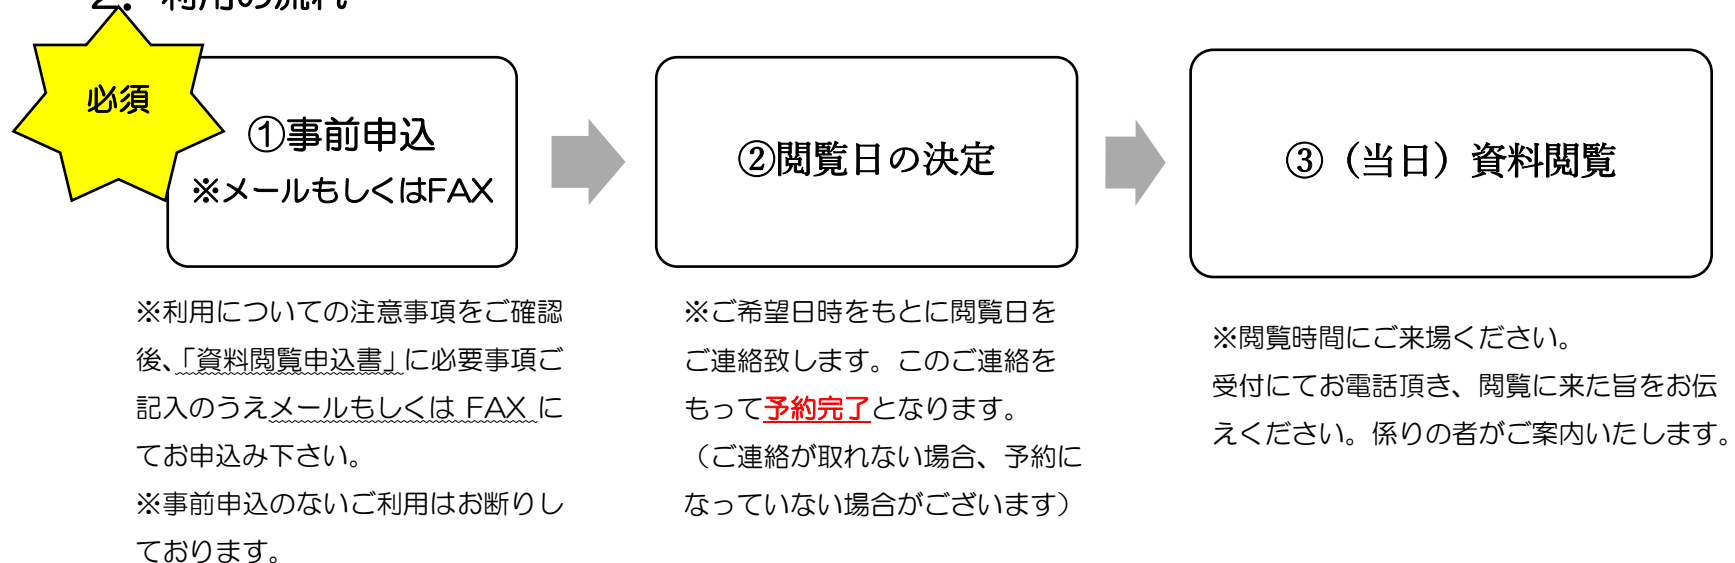 2．利用の流れ
必須
①事前申込
※メールもしくはFAX
②閲覧日の決定
③（当日）資料閲覧
※利用についての注意事項をご確認
後、「資料閲覧申込書」に必要事項ご
記入のうえメールもしくは FAX に
てお申込み下さい。
※事前申込のないご利用はお断りし
ております。
※ご希望日時をもとに閲覧日を
ご連絡致します。このご連絡を
もって予約完了となります。
（ご連絡が取れない場合、予約に
なっていない場合がございます）
※閲覧時間にご来場ください。
受付にてお電話頂き、閲覧に来た旨をお伝
えください。係りの者がご案内いたします。